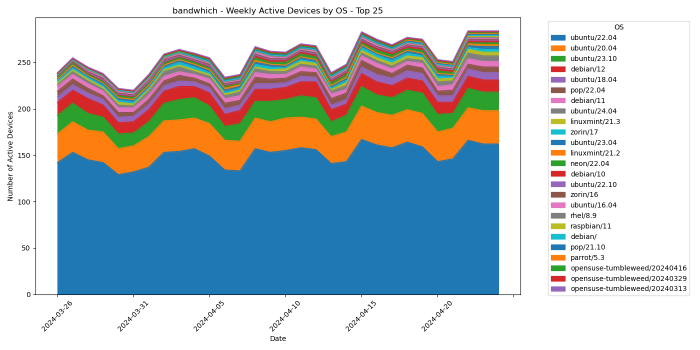 bandwhich - Weekly Active Devices by OS - Top 25
Number of Active Devices
250
200
150
100
50
0
2024-03-26
2024-03-31
2024-04-05
2024-04-10
2024-04-15
2024-04-20
Date
OS
ubuntu/22.04
ubuntu/20.04
ubuntu/23.10
debian/12
ubuntu/18.04
pop/22.04
debian/11
ubuntu/24.04
linuxmint/21.3
zorin/17
ubuntu/23.04
linuxmint/21.2
neon/22.04
debian/10
ubuntu/22.10
zorin/16
ubuntu/16.04
rhel/8.9
raspbian/11
debian/
pop/21.10
parrot/5.3
opensuse-tumbleweed/20240416
opensuse-tumbleweed/20240329
opensuse-tumbleweed/20240313